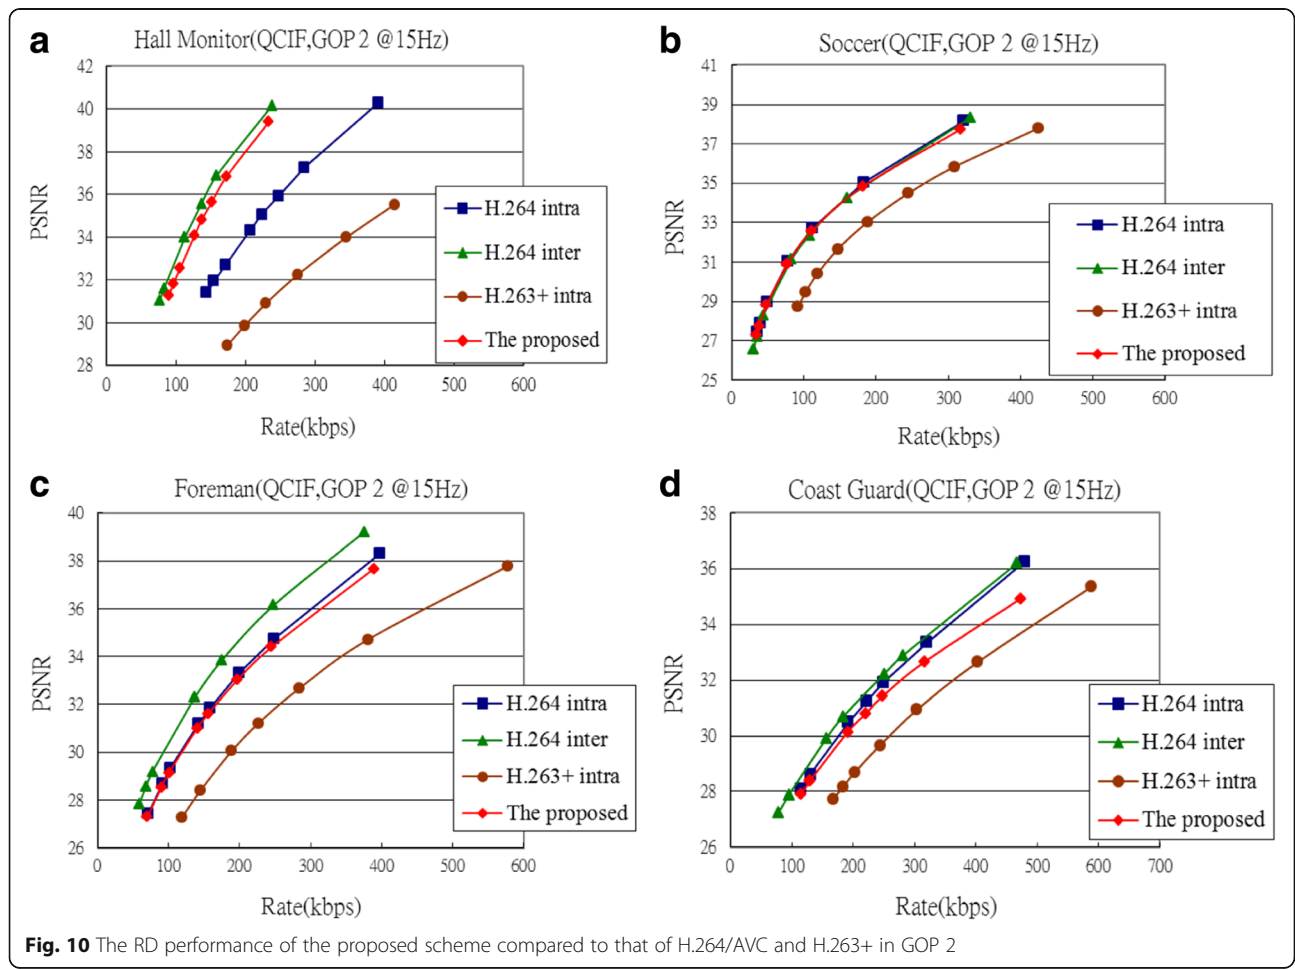 a
Hall Monitor(QCIF,GOP 2 @15Hz)
42
40
38
36
34
32
30
28
PSNR
0 100 200 300 400 500 600
Rate(kbps)
H.264 intra
H.264 inter
H.263+ intra
The proposed
b
Soccer(QCIF,GOP 2 @15Hz)
41
39
37
35
33
31
29
27
25
PSNR
0 100 200 300 400 500 600
Rate(kbps)
H.264 intra
H.264 inter
H.263+ intra
The proposed
c
Foreman(QCIF,GOP 2 @15Hz)
40
38
36
34
32
30
28
26
PSNR
0 100 200 300 400 500 600
Rate(kbps)
H.264 intra
H.264 inter
H.263+ intra
The proposed
d
Coast Guard(QCIF,GOP 2 @15Hz)
38
36
34
32
30
28
26
PSNR
0 100 200 300 400 500 600 700
Rate(kbps)
H.264 intra
H.264 inter
H.263+ intra
The proposed
Fig. 10 The RD performance of the proposed scheme compared to that of H.264/AVC and H.263+ in GOP 2